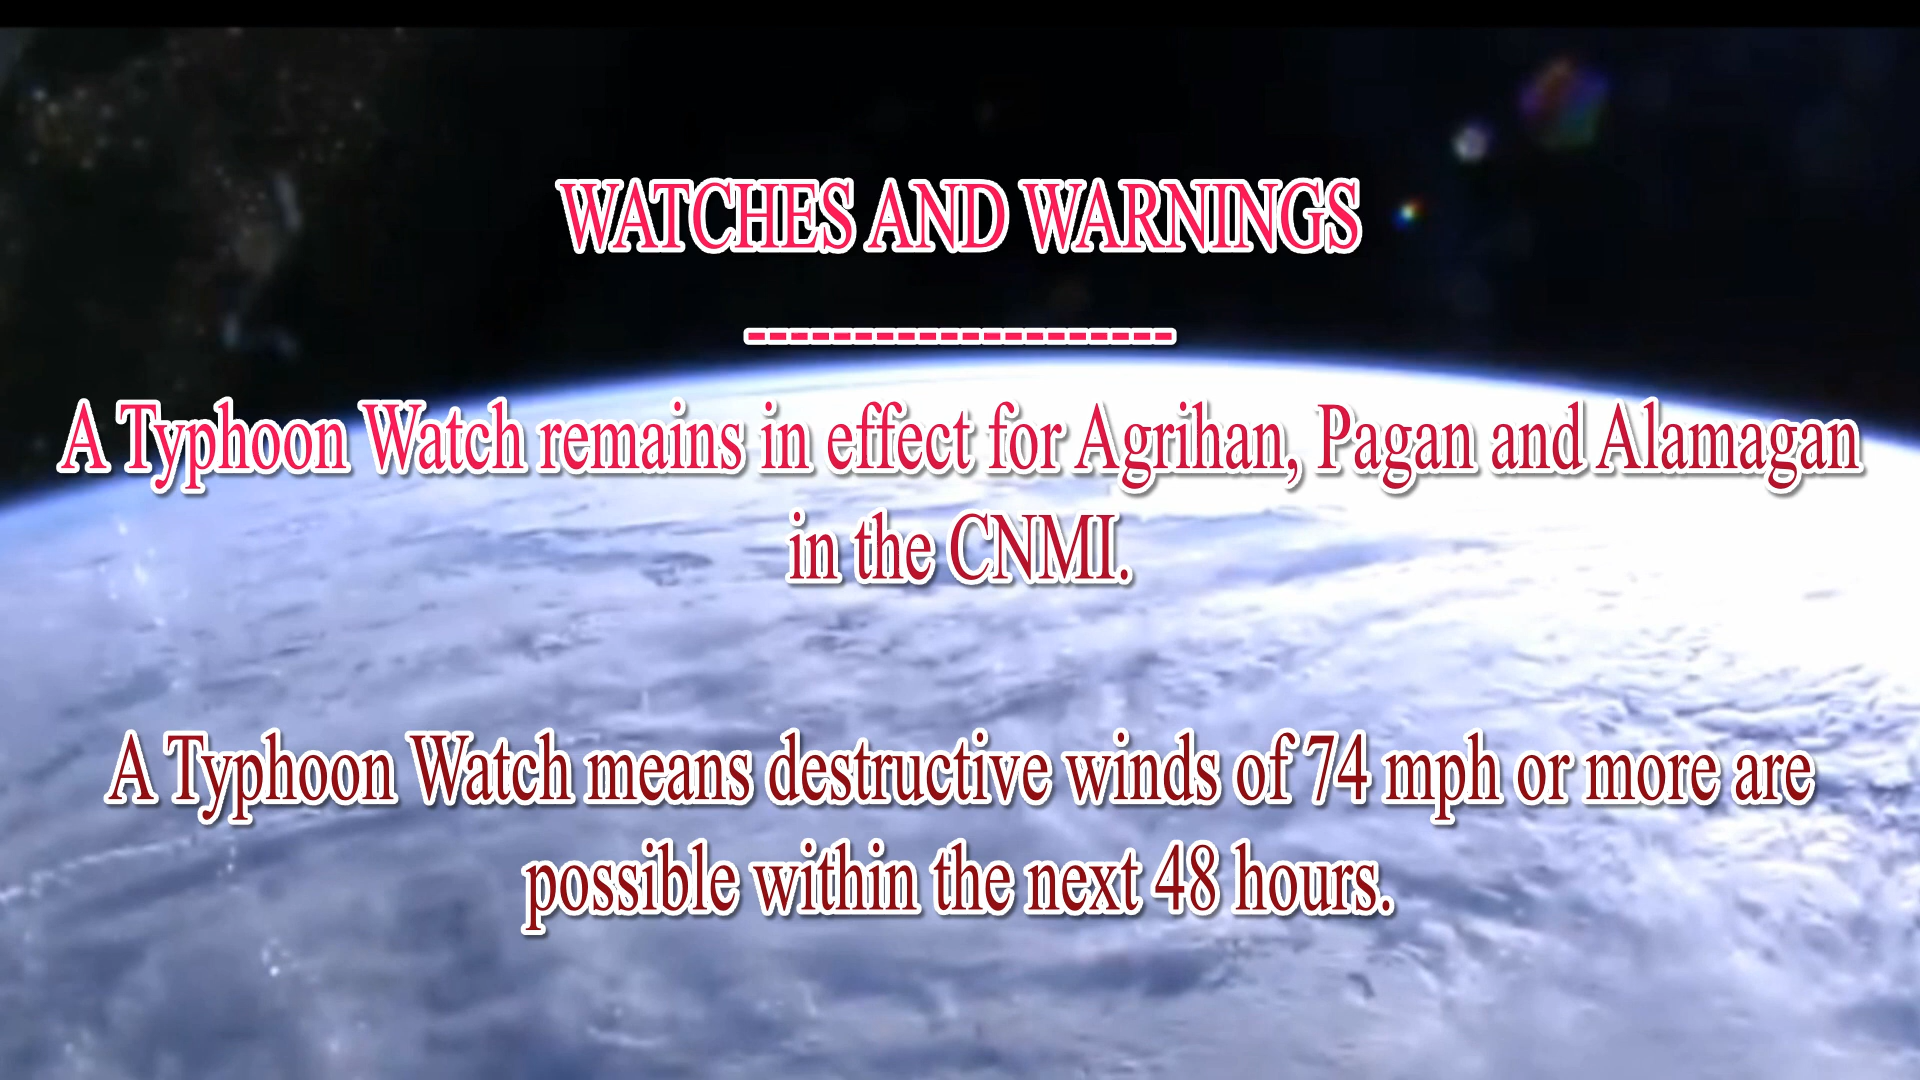 WATCHES AND WARNINGS
--------------------
A Typhoon Watch remains in effect for Agrihan, Pagan and Alamagan
in the CNMI.
A Typhoon Watch means destructive winds of 74 mph or more are
possible within the next 48 hours.